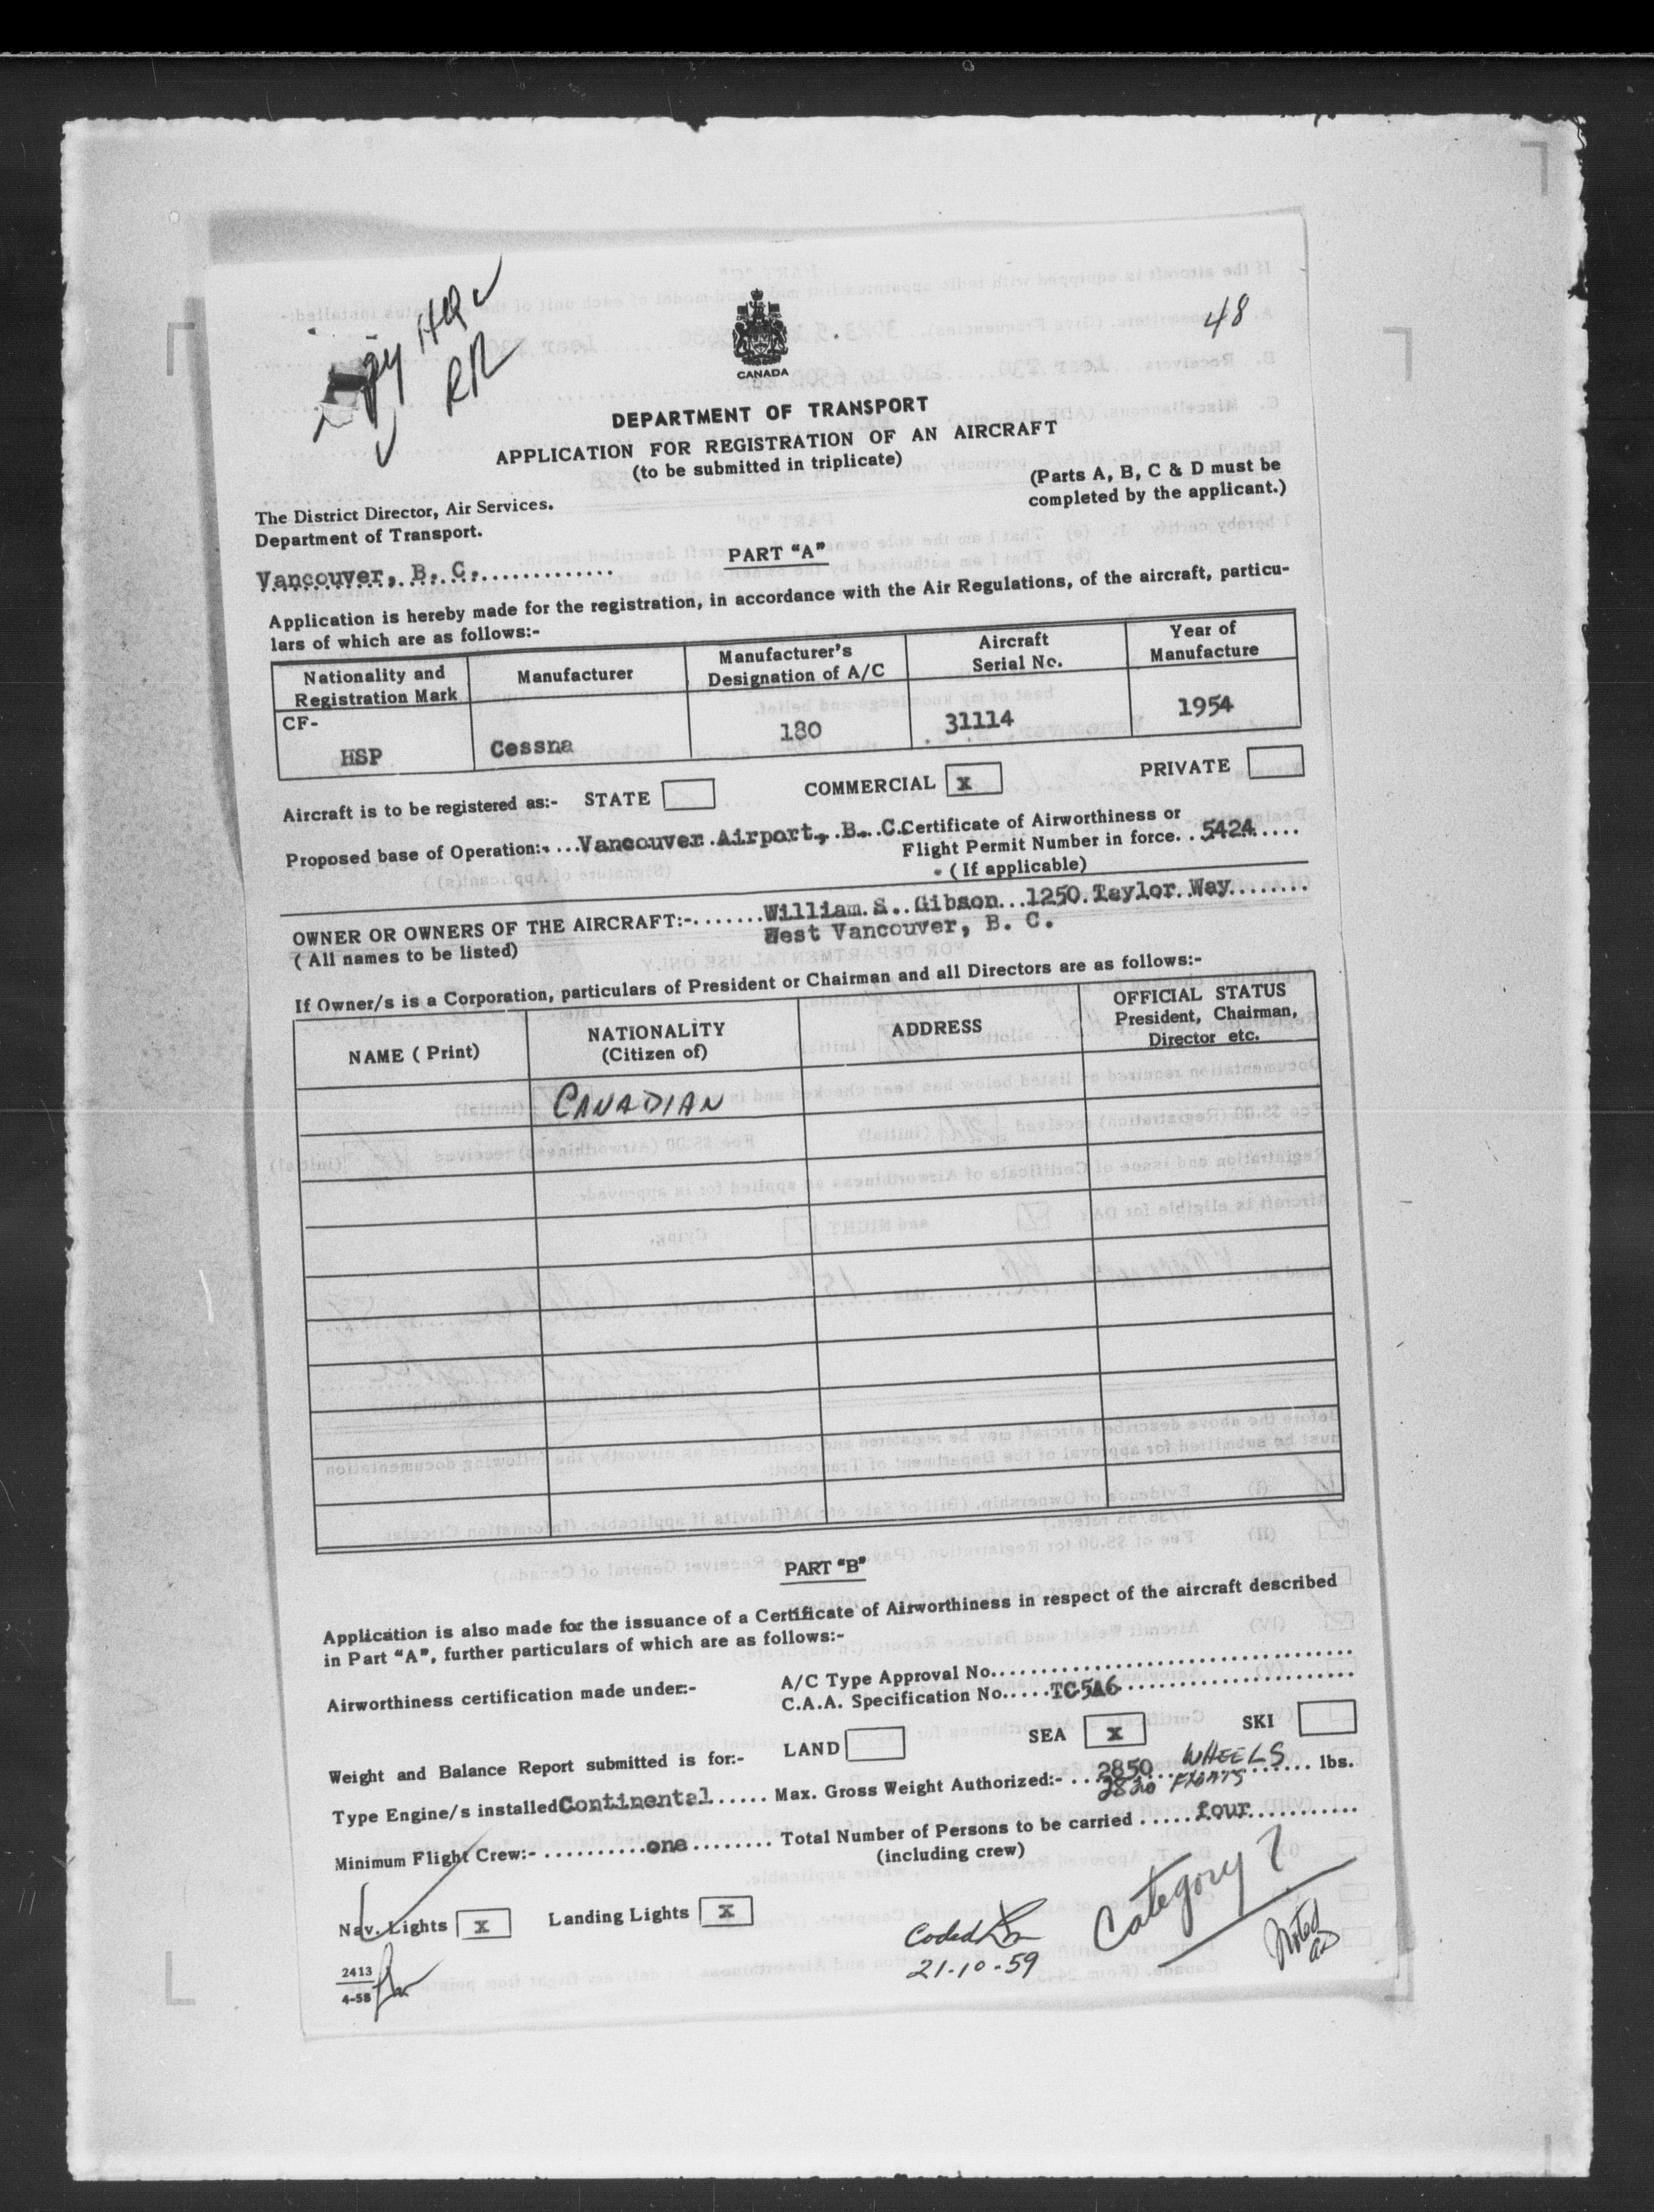 HQ
RR
48
CANADA
DEPARTMENT OF TRANSPORT
APPLICATION FOR REGISTRATION OF AN AIRCRAFT
(to be submitted in triplicate)
(Parts A, B, C & D must be
completed by the applicant.)
The District Director, Air Services.
Department of Transport.
Vancouver, B. C.
PART "A"
Application is hereby made for the registration, in accordance with the Air Regulations, of the aircraft, particu-
lars of which are as follows:-
Nationality and Registration Mark Manufacturer Manufacturer's Designation of A/C Aircraft Serial No. Year of Manufacture
CF-
HSP Cessna 180 31114 1954
Aircraft is to be registered as:- STATE COMMERCIAL X PRIVATE
Proposed base of Operation:- ...Vancouver Airport, B. C. Certificate of Airworthiness or
Flight Permit Number in force...5424.....
(If applicable)
OWNER OR OWNERS OF THE AIRCRAFT:-.......William S. Gibson...1250 Taylor Way........
(All names to be listed) West Vancouver, B. C.
If Owner/s is a Corporation, particulars of President or Chairman and all Directors are as follows:-
NAME (Print) NATIONALITY (Citizen of) ADDRESS OFFICIAL STATUS President, Chairman, Director etc.
CANADIAN
PART "B"
Application is also made for the issuance of a Certificate of Airworthiness in respect of the aircraft described
in Part "A", further particulars of which are as follows:-
Airworthiness certification made under:- A/C Type Approval No.
C.A.A. Specification No.....TC5A6
Weight and Balance Report submitted is for:- LAND SEA X SKI
Type Engine/s installed Continental...... Max. Gross Weight Authorized:- ...2850 WHEELS...... lbs.
2820 FLOATS
Minimum Flight Crew:- ..........one........ Total Number of Persons to be carried .....four............
(including crew)
Nav. Lights X Landing Lights X
Category ?
Coded
21-10-59
Noted
2413
4-58